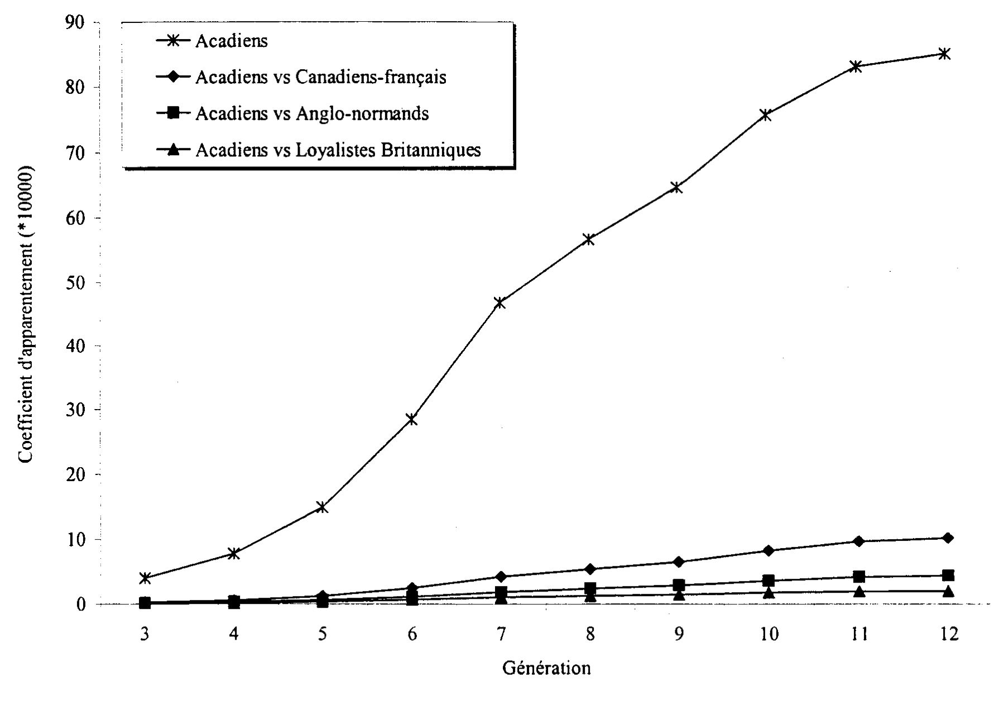 90
80
70
60
50
40
30
20
10
0
Coefficient d'apparentement (*10000)
Acadiens
Acadiens vs Canadiens-français
Acadiens vs Anglo-normands
Acadiens vs Loyalistes Britanniques
3 4 5 6 7 8 9 10 11 12
Génération